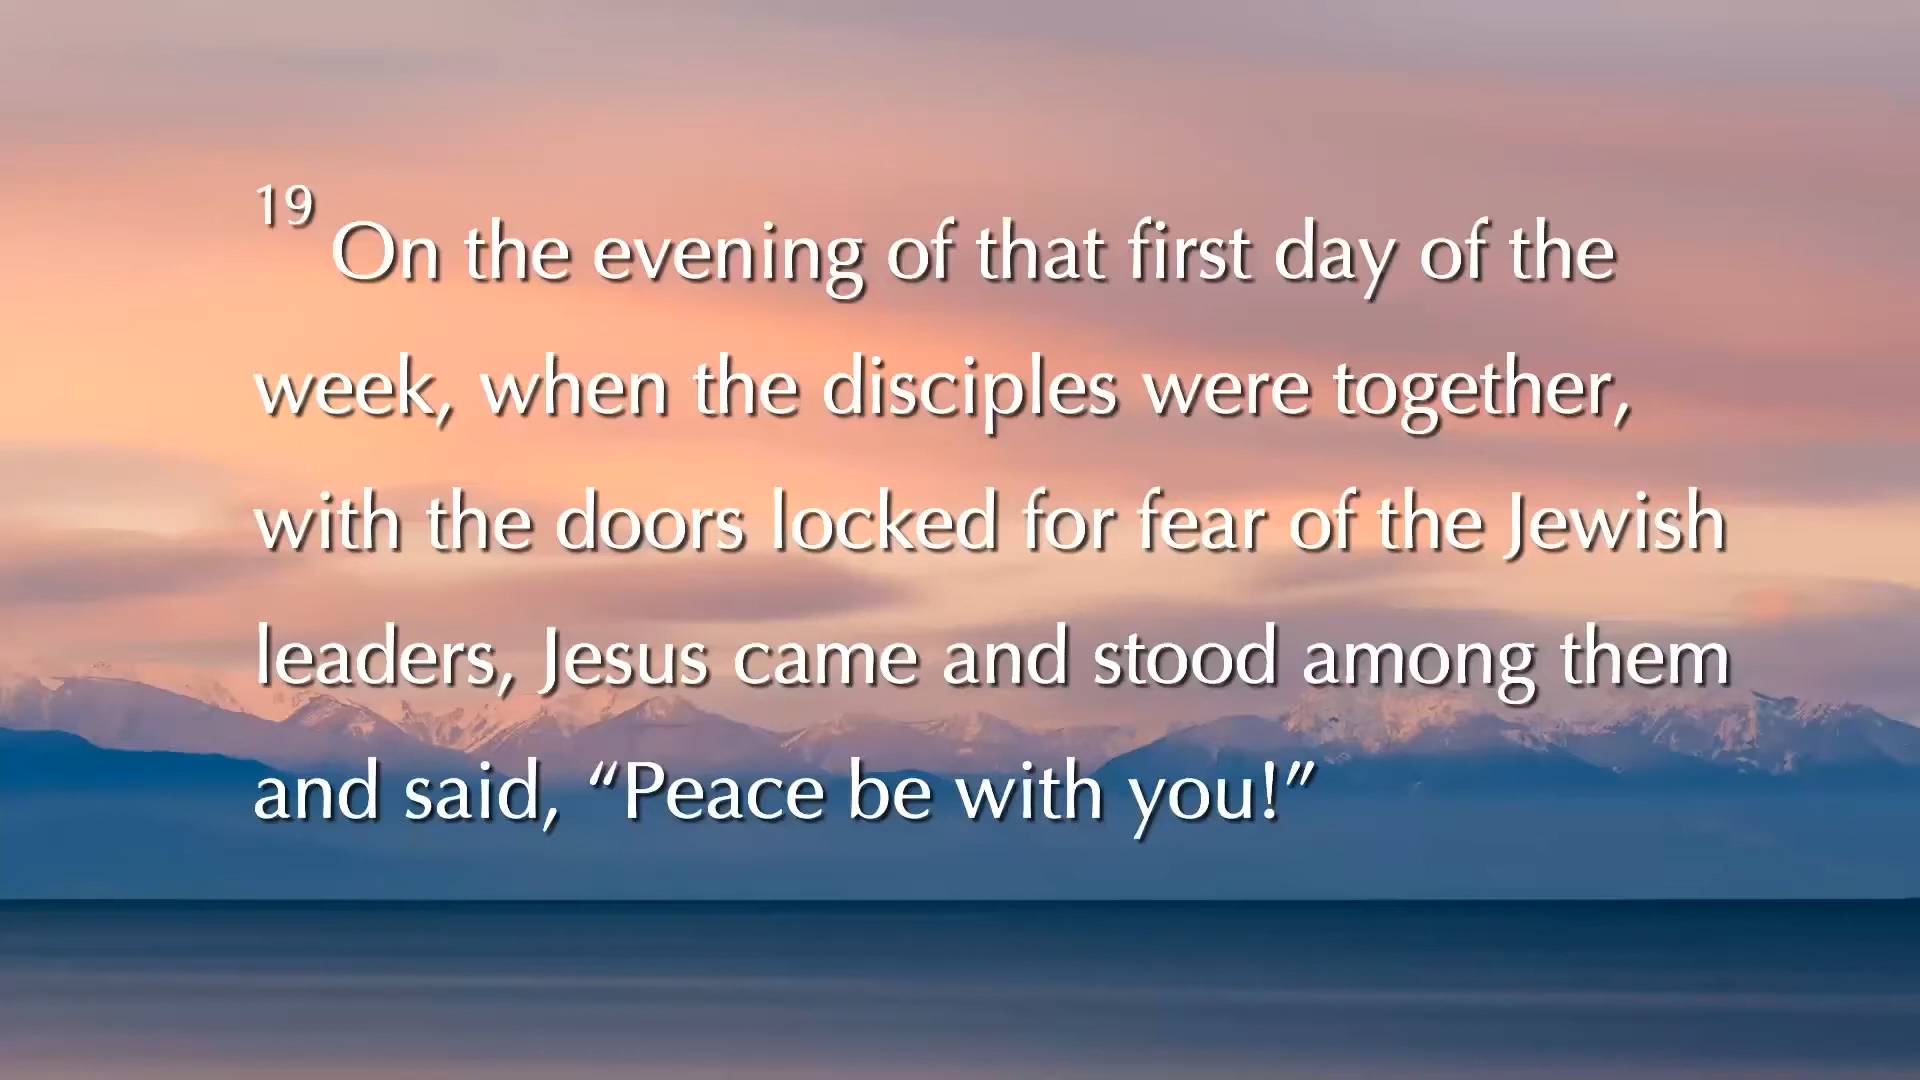 19 On the evening of that first day of the
week, when the disciples were together,
with the doors locked for fear of the Jewish
leaders, Jesus came and stood among them
and said, “Peace be with you!”